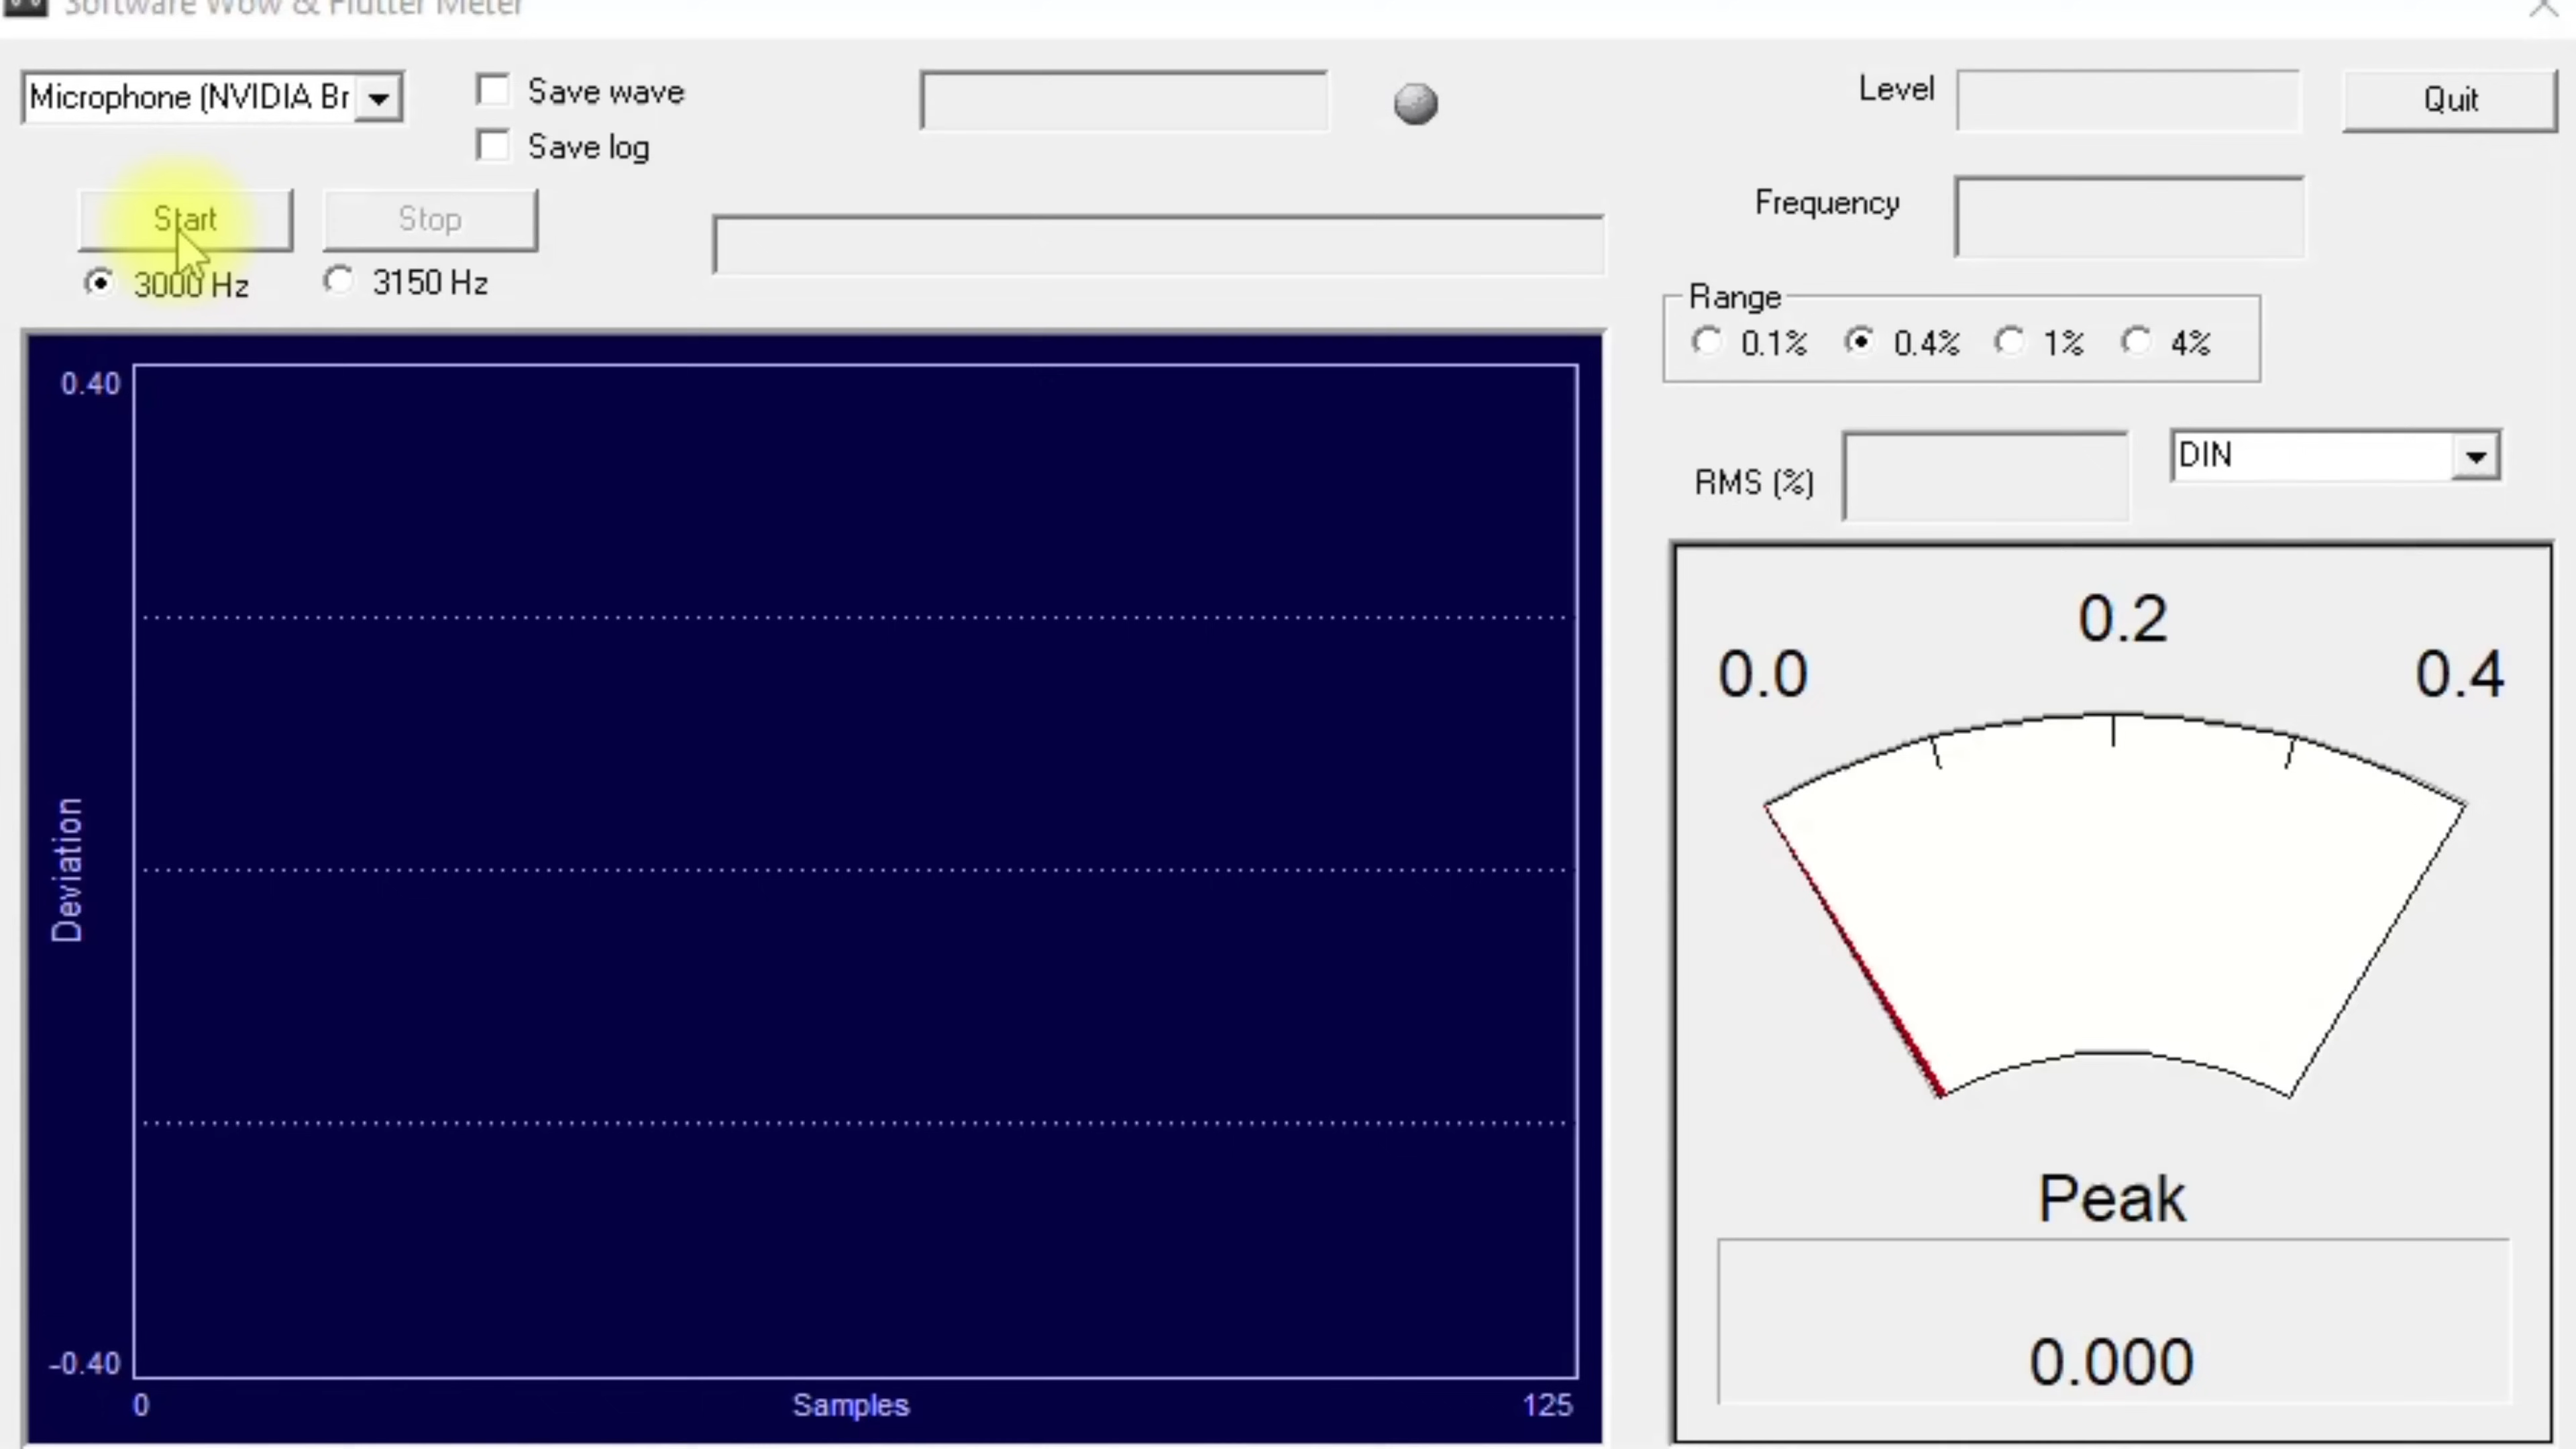 Software Wow & Flutter Meter
Microphone (NVIDIA Br
Save wave
Save log
Level
Quit
Start
Stop
Frequency
3000 Hz
3150 Hz
Range
0.1%
0.4%
1%
4%
RMS (%)
DIN
0.40
Deviation
-0.40
0
Samples
125
0.0
0.2
0.4
Peak
0.000